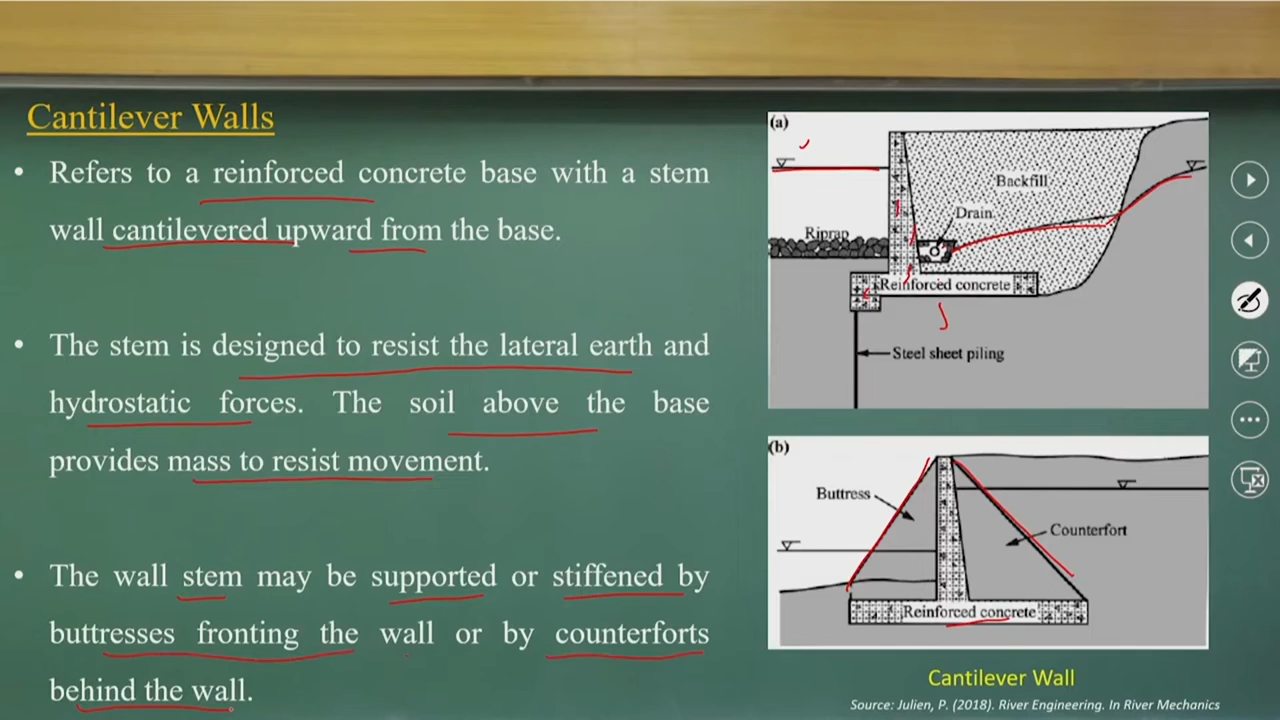 Cantilever Walls
• Refers to a reinforced concrete base with a stem
wall cantilevered upward from the base.
• The stem is designed to resist the lateral earth and
hydrostatic forces. The soil above the base
provides mass to resist movement.
• The wall stem may be supported or stiffened by
buttresses fronting the wall or by counterforts
behind the wall.
(a)
Backfill
Drain
Riprap
Reinforced concrete
Steel sheet piling
(b)
Buttress
Counterfort
Reinforced concrete
Cantilever Wall
Source: Julien, P. (2018). River Engineering. In River Mechanics